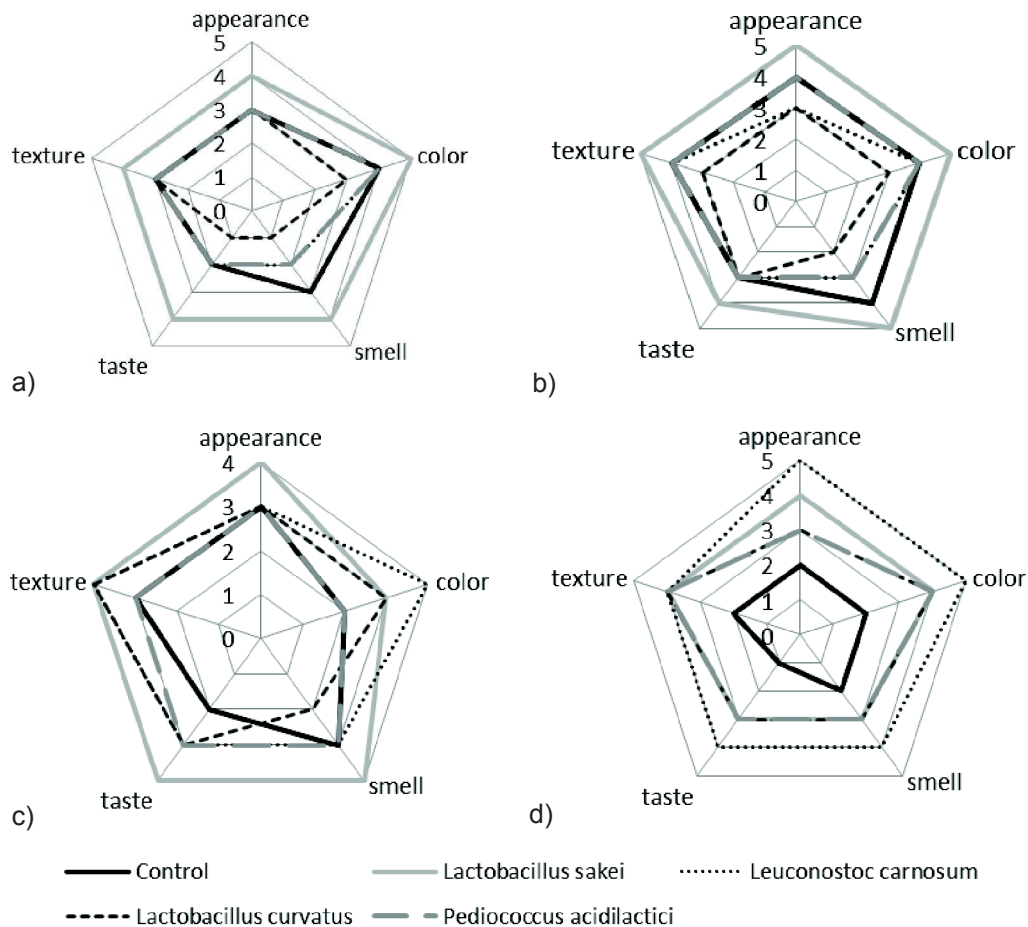 appearance
5
4
3
2
1
0
texture
color
taste
smell
a)
appearance
5
4
3
2
1
0
texture
color
taste
smell
b)
appearance
4
3
2
1
0
texture
color
taste
smell
c)
appearance
5
4
3
2
1
0
texture
color
taste
smell
d)
Control
Lactobacillus sakei
Leuconostoc carnosum
Lactobacillus curvatus
Pediococcus acidilactici